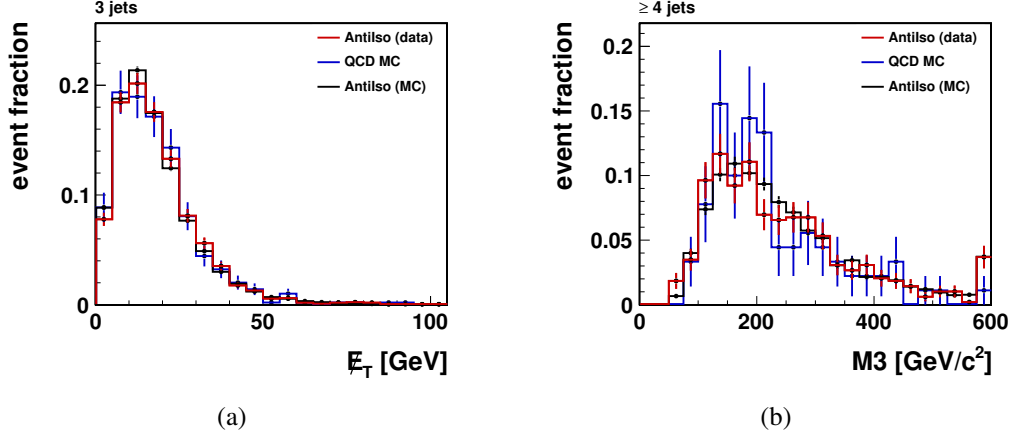 3 jets
event fraction
0.2
0.1
0
0
50
100
AntiIso (data)
QCD MC
AntiIso (MC)
E̸_T [GeV]
(a)
≥ 4 jets
event fraction
0.15
0.1
0.05
0
0
200
400
600
AntiIso (data)
QCD MC
AntiIso (MC)
M3 [GeV/c²]
(b)